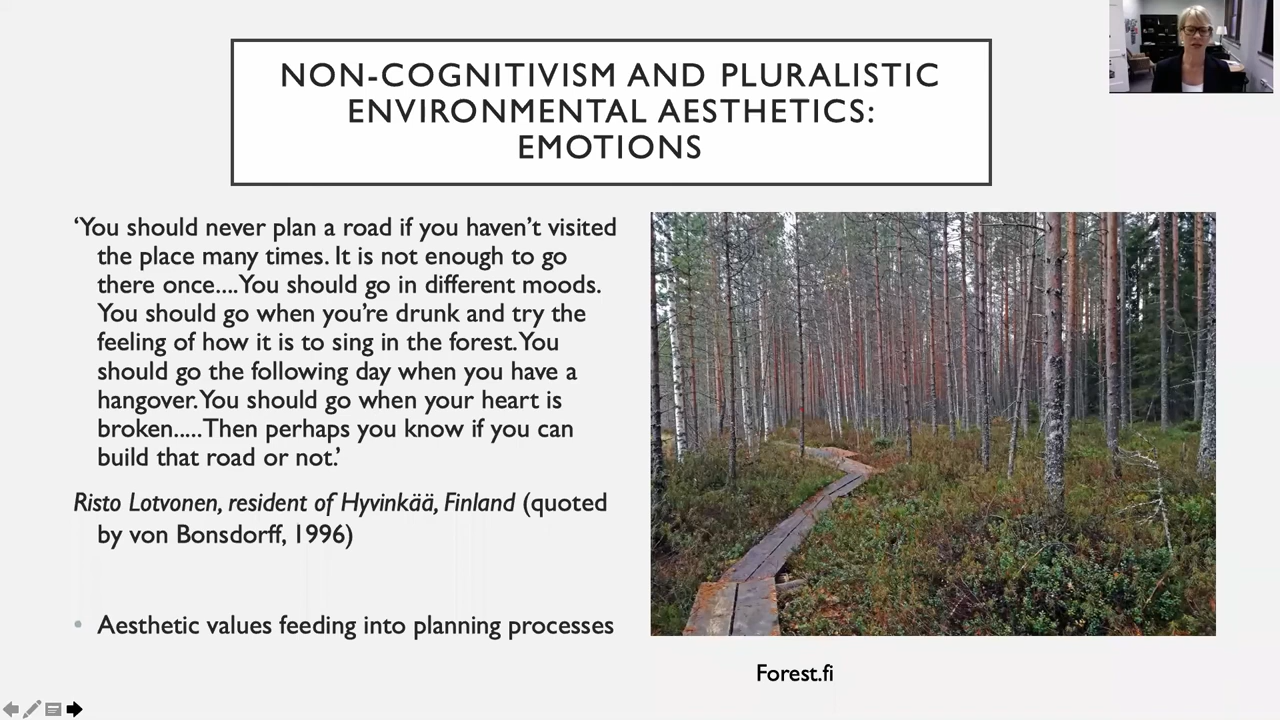 NON-COGNITIVISM AND PLURALISTIC
ENVIRONMENTAL AESTHETICS:
EMOTIONS
‘You should never plan a road if you haven’t visited
the place many times. It is not enough to go
there once....You should go in different moods.
You should go when you’re drunk and try the
feeling of how it is to sing in the forest.You
should go the following day when you have a
hangover.You should go when your heart is
broken.....Then perhaps you know if you can
build that road or not.’
Risto Lotvonen, resident of Hyvinkää, Finland (quoted
by von Bonsdorff, 1996)
• Aesthetic values feeding into planning processes
Forest.fi